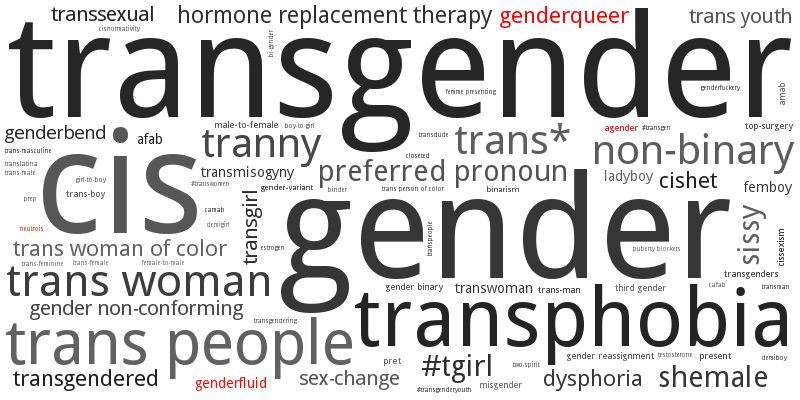 transssexual
hormone replacement therapy
genderqueer
trans youth
cisnormativity
transgender
bi-gender
femme presenting
genderfuckery
amab
genderbend
afab
male-to-female
boy-to-girl
tranny
transdude
trans*
agender
#transgen
top-surgery
non-binary
trans-masculine
translatina
trans-male
cis
closeted
transmisogyny
preferred pronoun
ladyboy
cishet
femboy
girl-to-boy
trans-boy
prep
#transwomen
gender-variant
binder
trans person of color
binarism
camab
demigirl
transgirl
neutrois
gender
transpeople
sissy
cissexism
trans woman of color
estrogen
puberty blockers
trans-feminine
trans-female
female-to-male
trans woman
transgenders
gender binary
transwoman
trans-man
third gender
cafab
transman
gender non-conforming
transgendering
transphobia
trans people
pret
#tgirl
two-spirit
gender reassignment
testosterone
present
demiboy
transgendered
genderfluid
sex-change
#transgenderyouth
misgender
dysphoria
shemale